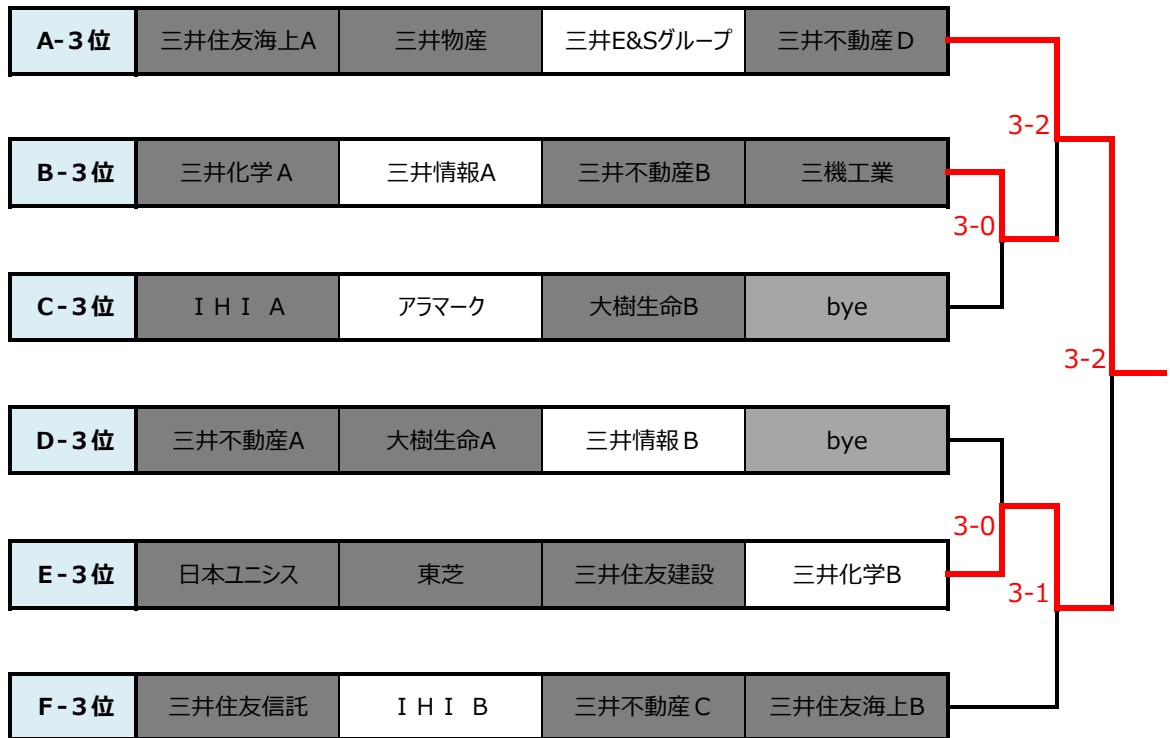 A-３位 三井住友海上A 三井物産 三井E&Sグループ 三井不動産Ｄ
3-2
B-３位 三井化学Ａ 三井情報A 三井不動産B 三機工業
3-0
C-３位 ＩＨＩ Ａ アラマーク 大樹生命B bye
3-2
D-３位 三井不動産A 大樹生命A 三井情報Ｂ bye
3-0
E-３位 日本ユニシス 東芝 三井住友建設 三井化学B
3-1
F-３位 三井住友信託 ＩＨＩ Ｂ 三井不動産Ｃ 三井住友海上B